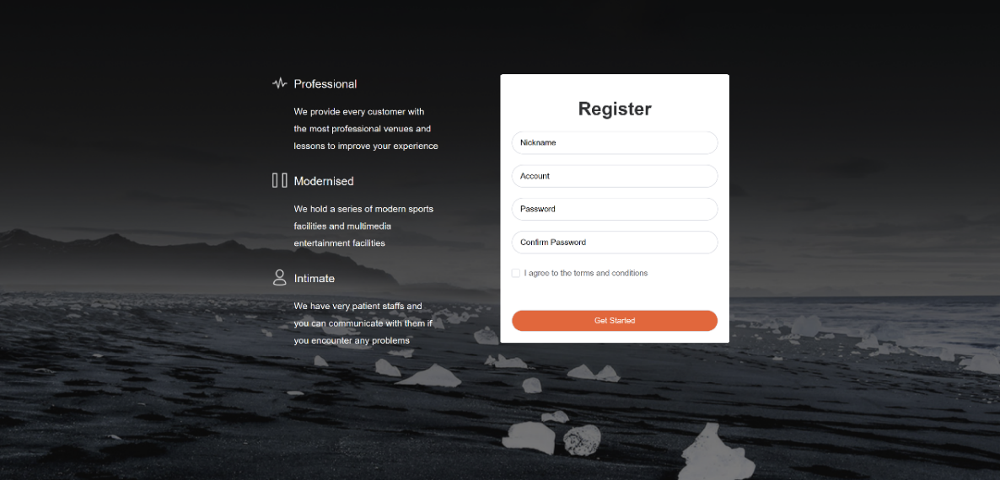 Professional
We provide every customer with
the most professional venues and
lessons to improve your experience
Modernised
We hold a series of modern sports
facilities and multimedia
entertainment facilities
Intimate
We have very patient staffs and
you can communicate with them if
you encounter any problems
Register
Nickname
Account
Password
Confirm Password
I agree to the terms and conditions
Get Started